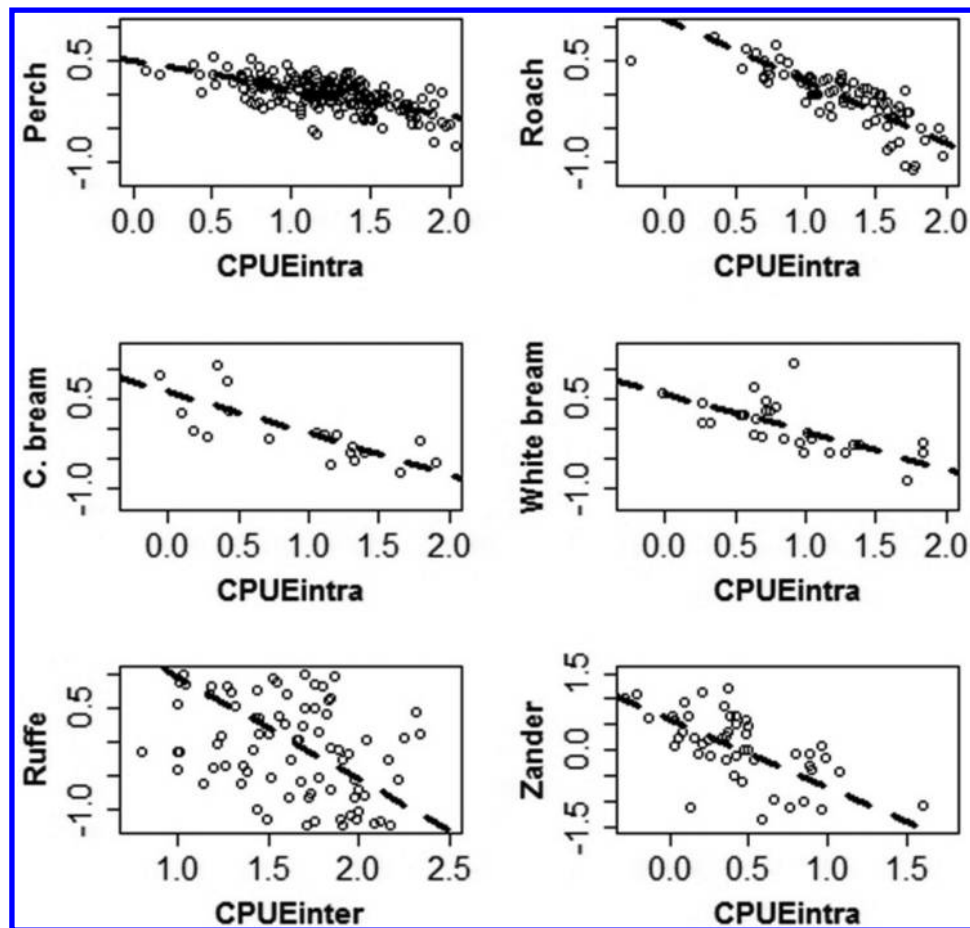 Perch
0.5
-1.0
0.0 0.5 1.0 1.5 2.0
CPUEintra
Roach
0.5
-1.0
0.0 0.5 1.0 1.5 2.0
CPUEintra
C. bream
0.5
-1.0
0.0 0.5 1.0 1.5 2.0
CPUEintra
White bream
0.5
-1.0
0.0 0.5 1.0 1.5 2.0
CPUEintra
Ruffe
0.5
-1.0
1.0 1.5 2.0 2.5
CPUEinter
Zander
1.5
0.0
-1.5
0.0 0.5 1.0 1.5
CPUEintra